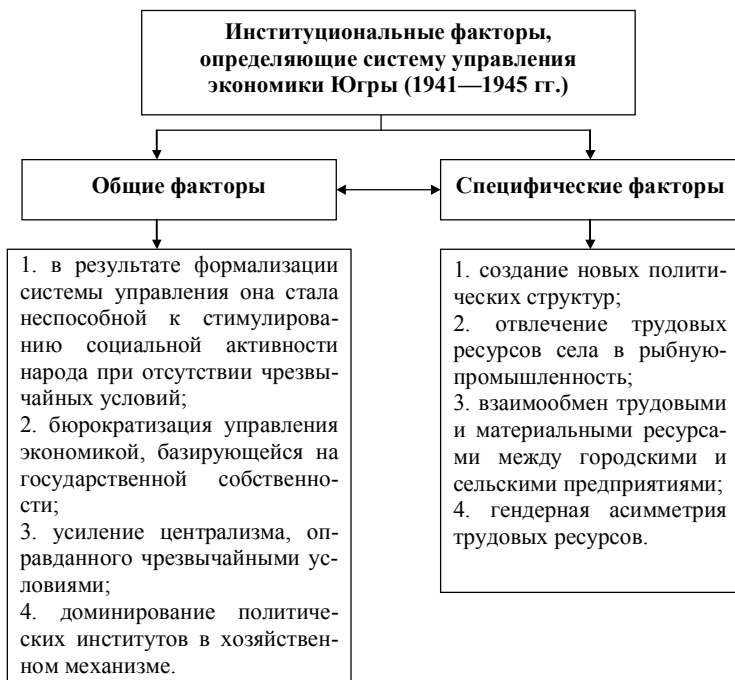 Институциональные факторы,
определяющие систему управления
экономики Югры (1941—1945 гг.)
Общие факторы
Специфические факторы
1. в результате формализации
системы управления она стала
неспособной к стимулирова-
нию социальной активности
народа при отсутствии чрезвы-
чайных условий;
2. бюрократизация управления
экономикой, базирующейся на
государственной собственно-
сти;
3. усиление централизма, оп-
равданного чрезвычайными ус-
ловиями;
4. доминирование политиче-
ских институтов в хозяйствен-
ном механизме.
1. создание новых полити-
ческих структур;
2. отвлечение трудовых
ресурсов села в рыбную-
промышленность;
3. взаимообмен трудовыми
и материальными ресурса-
ми между городскими и
сельскими предприятиями;
4. гендерная асимметрия
трудовых ресурсов.